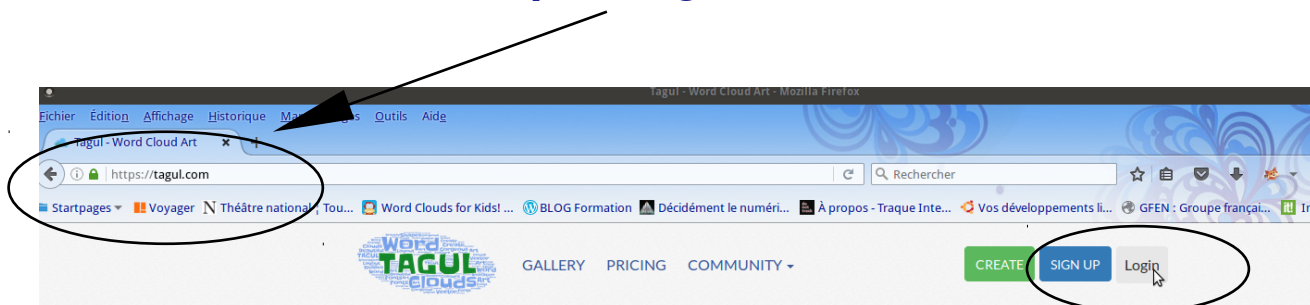 Tagul - Word Cloud Art - Mozilla Firefox
Fichier Édition Affichage Historique Outils Aide
Tagul - Word Cloud Art
https://tagul.com Rechercher
Startpages Voyager Théâtre national ; Tou... Word Clouds for Kids! ... BLOG Formation Décidément le numéri... À propos - Traque Inte... Vos développements li... GFEN : Groupe françai...
Word TAGUL Clouds GALLERY PRICING COMMUNITY CREATE SIGN UP Login